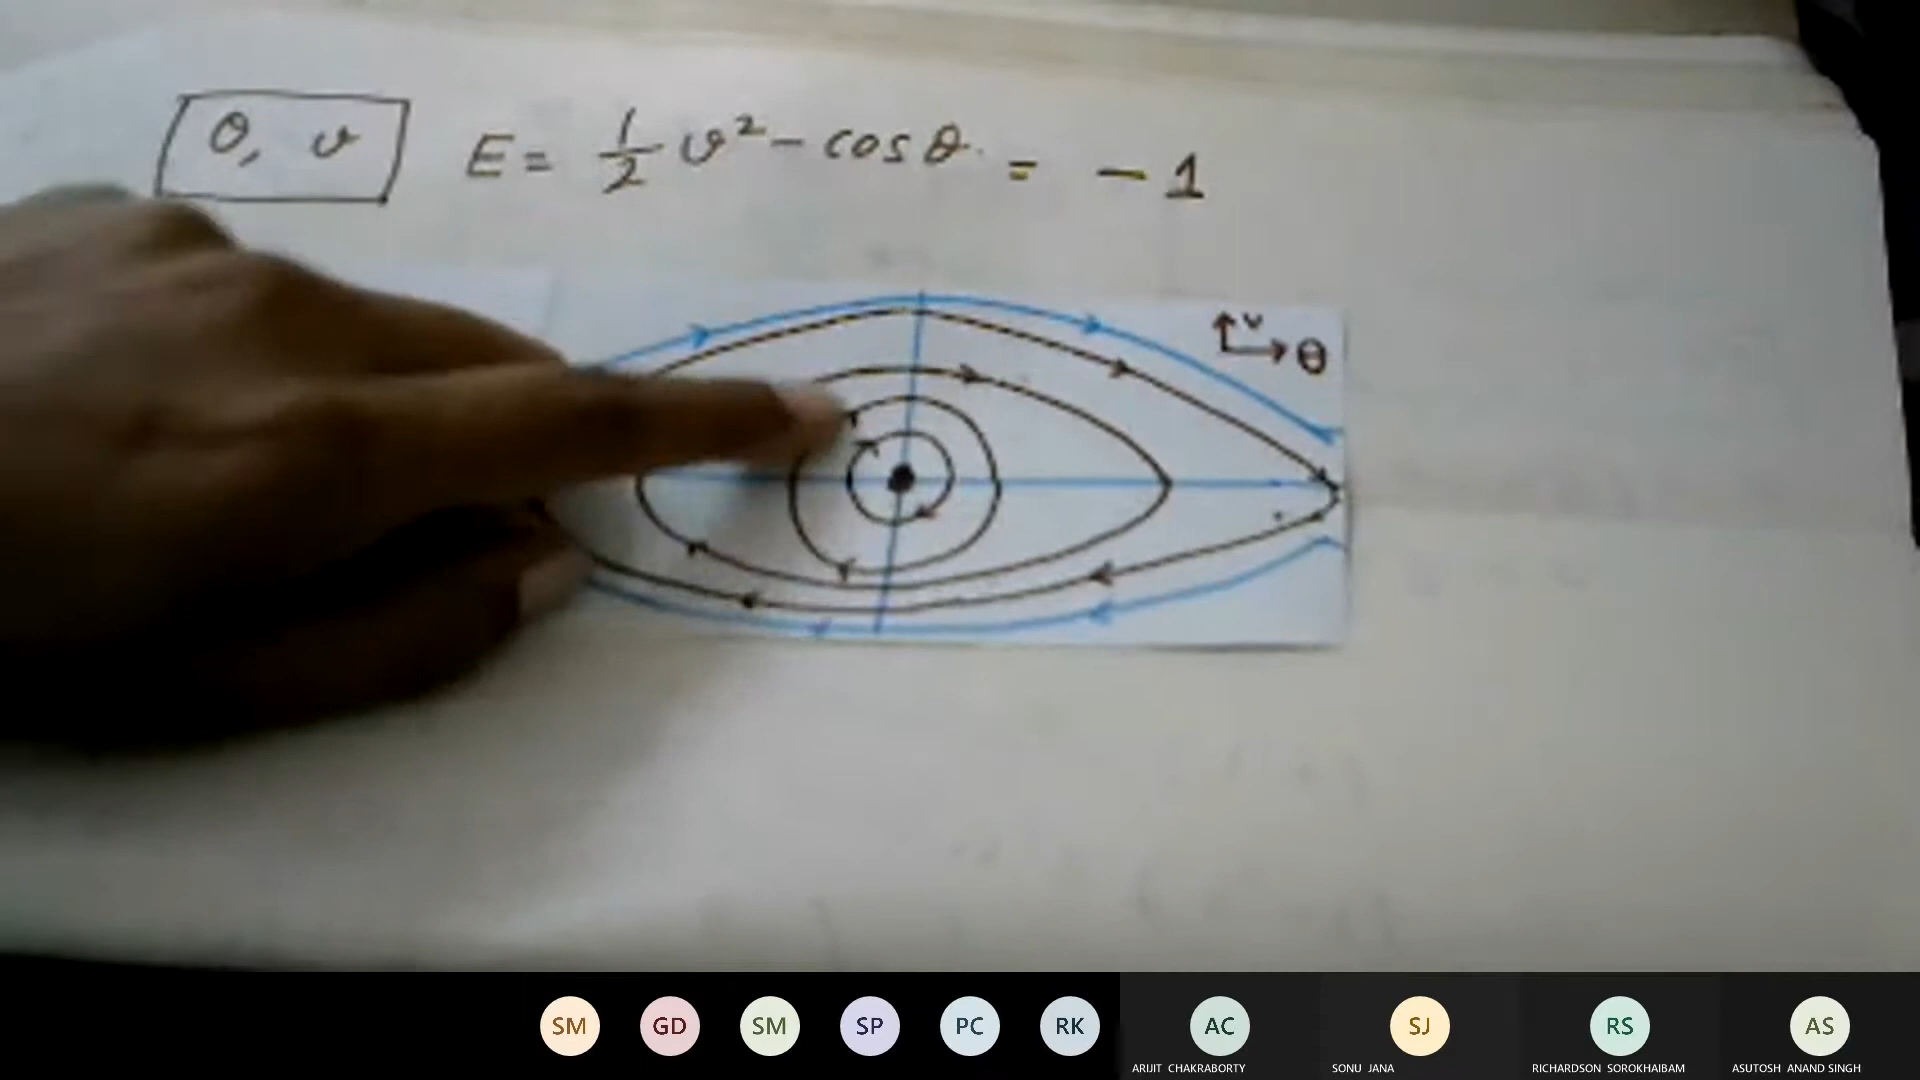 θ, v E = 1/2 v² - cos θ = - 1
v
θ
SM GD SM SP PC RK AC SJ RS AS
ARIJIT CHAKRABORTY SONU JANA RICHARDSON SOROKHAIBAM ASUTOSH ANAND SINGH